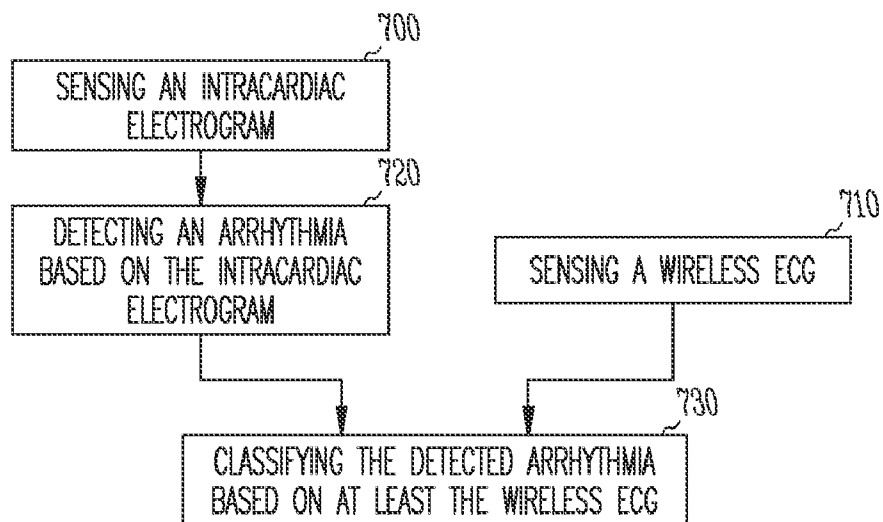 700
SENSING AN INTRACARDIAC
ELECTROGRAM
720
DETECTING AN ARRHYTHMIA
BASED ON THE INTRACARDIAC
ELECTROGRAM
710
SENSING A WIRELESS ECG
730
CLASSIFYING THE DETECTED ARRHYTHMIA
BASED ON AT LEAST THE WIRELESS ECG